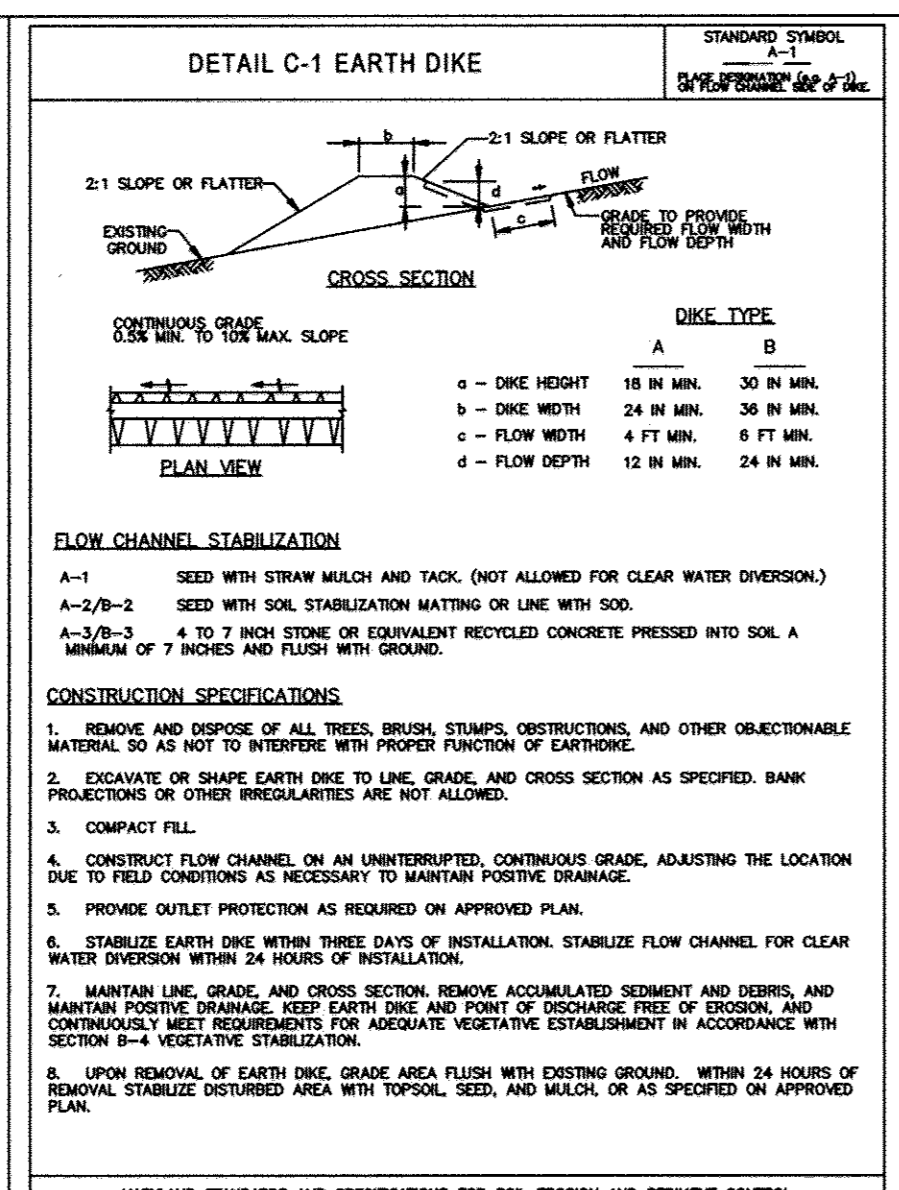 DETAIL C-1 EARTH DIKE
STANDARD SYMBOL
A-1
PLACE DESIGNATION (e.g. A-1)
ON FLOW CHANNEL SIDE OF DIKE.
b
2:1 SLOPE OR FLATTER
2:1 SLOPE OR FLATTER
a
d
FLOW
c
GRADE TO PROVIDE
REQUIRED FLOW WIDTH
AND FLOW DEPTH
EXISTING
GROUND
CROSS SECTION
CONTINUOUS GRADE
0.5% MIN. TO 10% MAX. SLOPE
PLAN VIEW
DIKE TYPE
A B
a - DIKE HEIGHT 18 IN MIN. 30 IN MIN.
b - DIKE WIDTH 24 IN MIN. 36 IN MIN.
c - FLOW WIDTH 4 FT MIN. 6 FT MIN.
d - FLOW DEPTH 12 IN MIN. 24 IN MIN.
FLOW CHANNEL STABILIZATION
A-1 SEED WITH STRAW MULCH AND TACK. (NOT ALLOWED FOR CLEAR WATER DIVERSION.)
A-2/B-2 SEED WITH SOIL STABILIZATION MATTING OR LINE WITH SOD.
A-3/B-3 4 TO 7 INCH STONE OR EQUIVALENT RECYCLED CONCRETE PRESSED INTO SOIL A
MINIMUM OF 7 INCHES AND FLUSH WITH GROUND.
CONSTRUCTION SPECIFICATIONS
1. REMOVE AND DISPOSE OF ALL TREES, BRUSH, STUMPS, OBSTRUCTIONS, AND OTHER OBJECTIONABLE
MATERIAL SO AS NOT TO INTERFERE WITH PROPER FUNCTION OF EARTHDIKE.
2. EXCAVATE OR SHAPE EARTH DIKE TO LINE, GRADE, AND CROSS SECTION AS SPECIFIED. BANK
PROJECTIONS OR OTHER IRREGULARITIES ARE NOT ALLOWED.
3. COMPACT FILL.
4. CONSTRUCT FLOW CHANNEL ON AN UNINTERRUPTED, CONTINUOUS GRADE, ADJUSTING THE LOCATION
DUE TO FIELD CONDITIONS AS NECESSARY TO MAINTAIN POSITIVE DRAINAGE.
5. PROVIDE OUTLET PROTECTION AS REQUIRED ON APPROVED PLAN.
6. STABILIZE EARTH DIKE WITHIN THREE DAYS OF INSTALLATION. STABILIZE FLOW CHANNEL FOR CLEAR
WATER DIVERSION WITHIN 24 HOURS OF INSTALLATION.
7. MAINTAIN LINE, GRADE, AND CROSS SECTION. REMOVE ACCUMULATED SEDIMENT AND DEBRIS, AND
MAINTAIN POSITIVE DRAINAGE. KEEP EARTH DIKE AND POINT OF DISCHARGE FREE OF EROSION, AND
CONTINUOUSLY MEET REQUIREMENTS FOR ADEQUATE VEGETATIVE ESTABLISHMENT IN ACCORDANCE WITH
SECTION B-4 VEGETATIVE STABILIZATION.
8. UPON REMOVAL OF EARTH DIKE, GRADE AREA FLUSH WITH EXISTING GROUND. WITHIN 24 HOURS OF
REMOVAL STABILIZE DISTURBED AREA WITH TOPSOIL, SEED, AND MULCH, OR AS SPECIFIED ON APPROVED
PLAN.